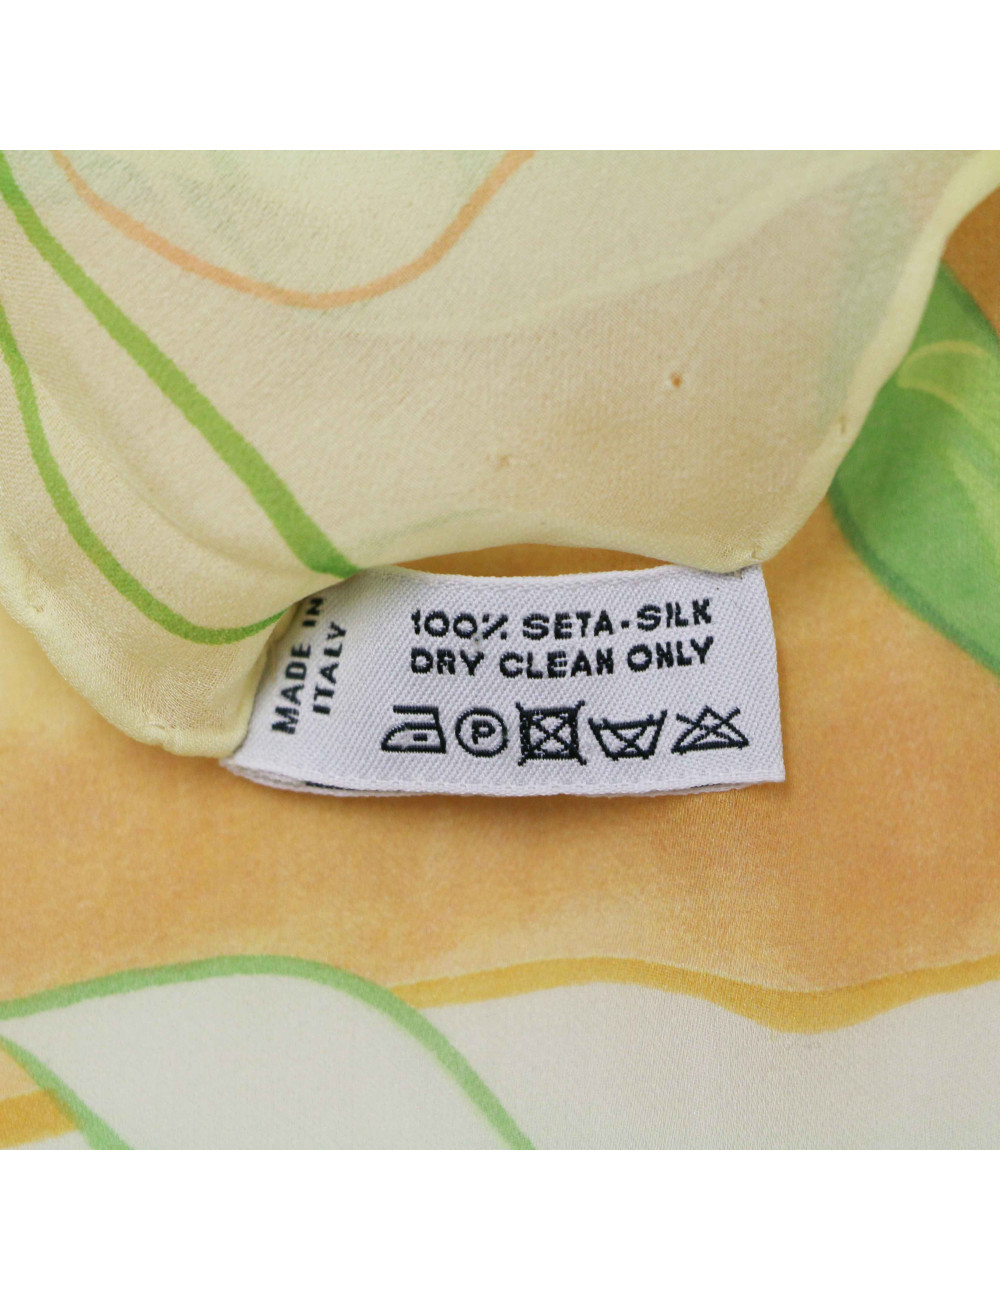 MADE IN
ITALY
100% SETA-SILK
DRY CLEAN ONLY
P